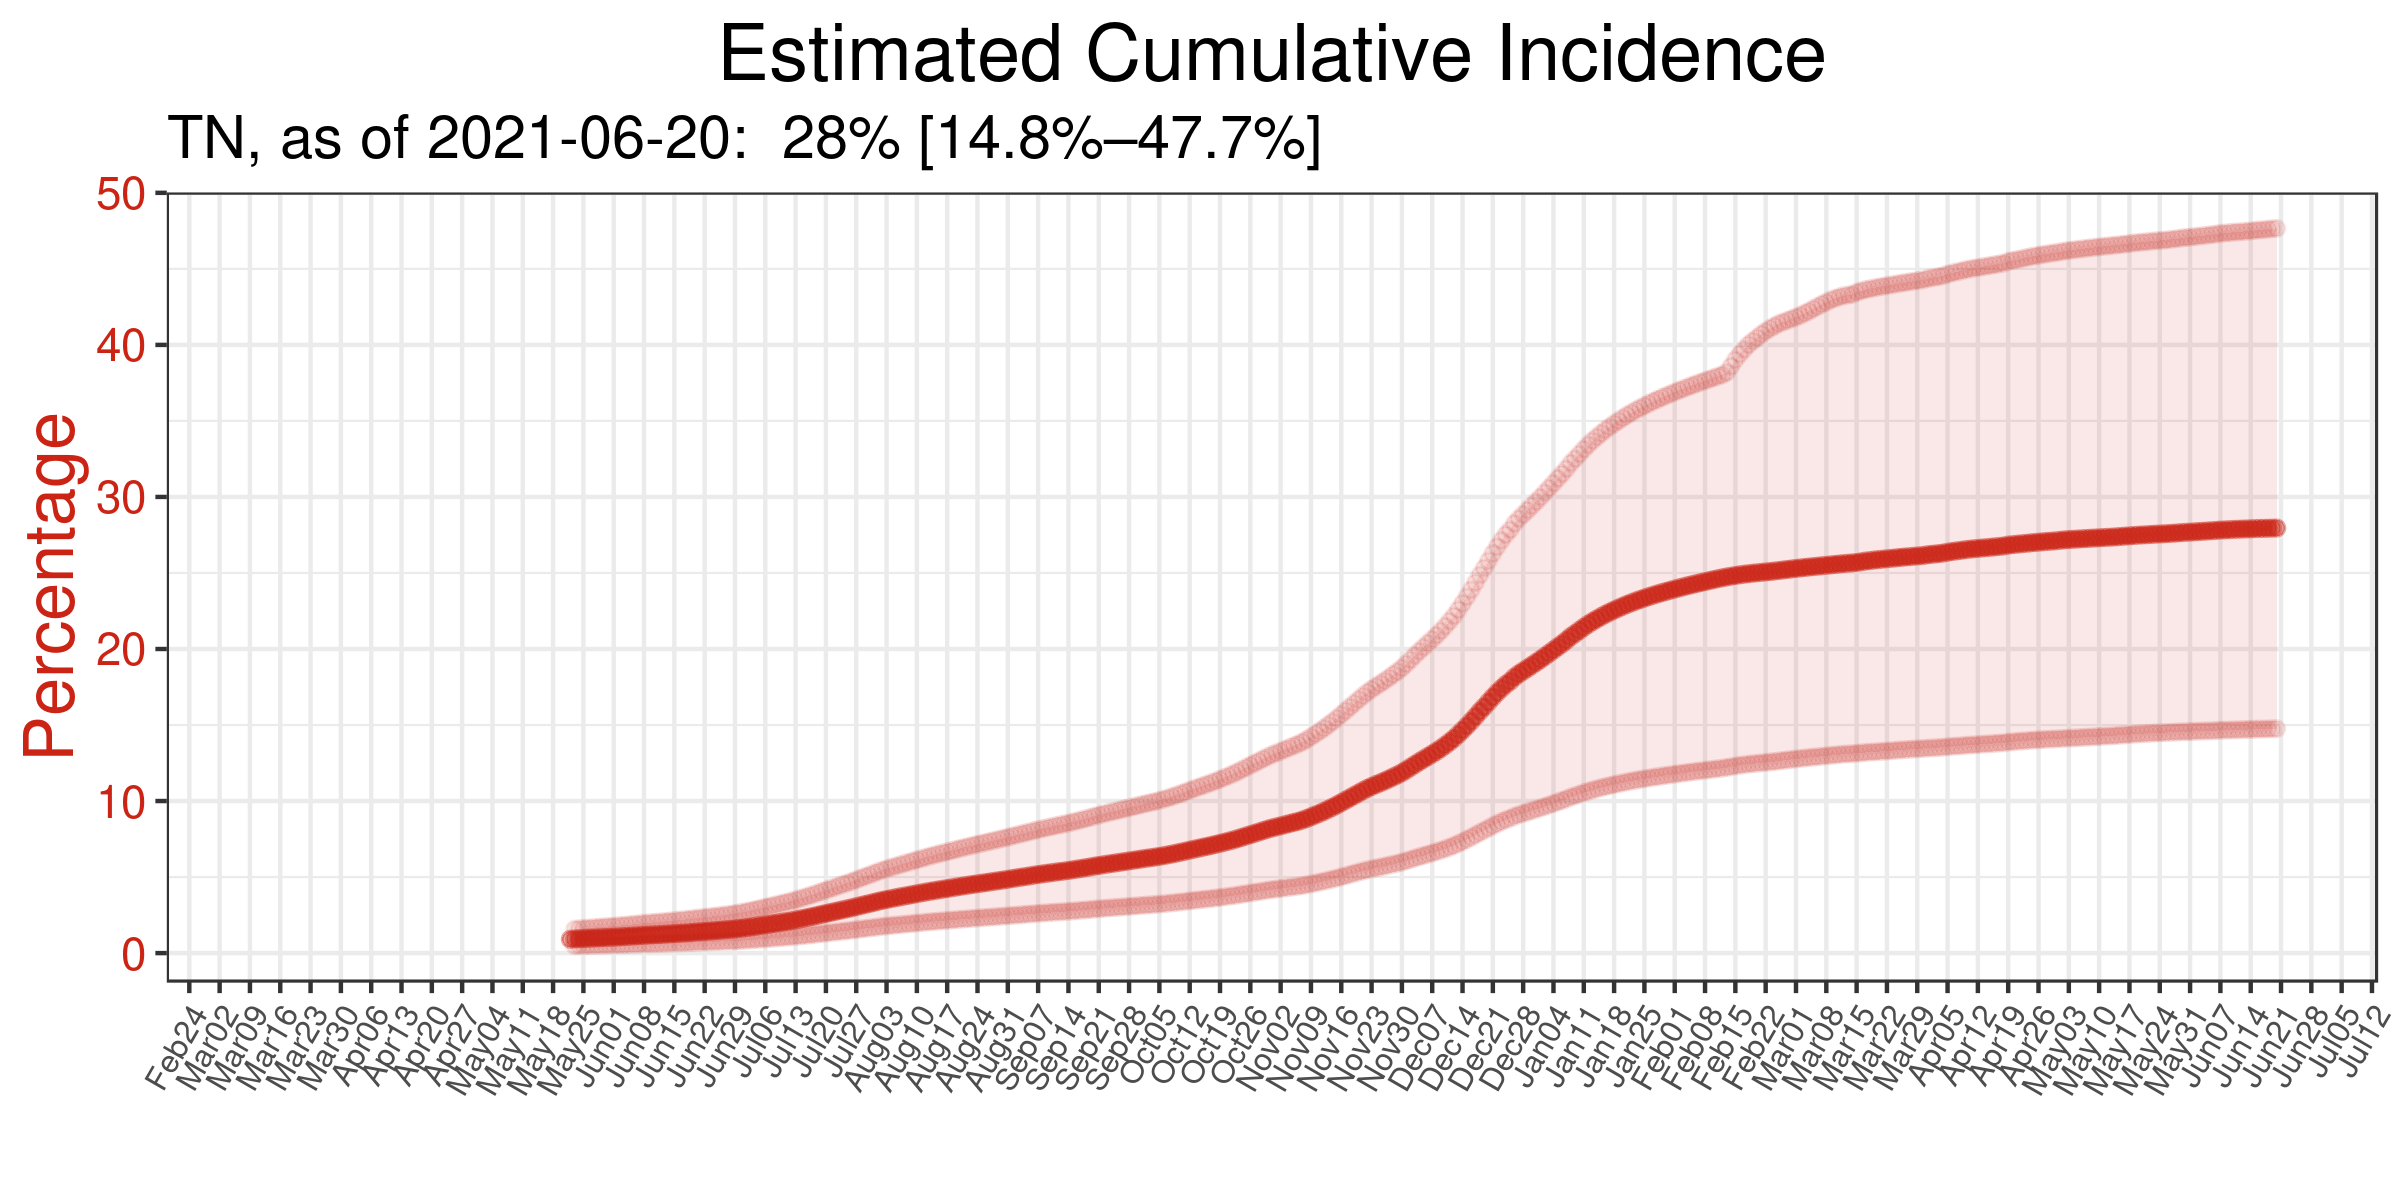 Estimated Cumulative Incidence
TN, as of 2021-06-20:  28% [14.8%–47.7%]
Percentage
50
40
30
20
10
0
Feb24
Mar02
Mar09
Mar16
Mar23
Mar30
Apr06
Apr13
Apr20
Apr27
May04
May11
May18
May25
Jun01
Jun08
Jun15
Jun22
Jun29
Jul06
Jul13
Jul20
Jul27
Aug03
Aug10
Aug17
Aug24
Aug31
Sep07
Sep14
Sep21
Sep28
Oct05
Oct12
Oct19
Oct26
Nov02
Nov09
Nov16
Nov23
Nov30
Dec07
Dec14
Dec21
Dec28
Jan04
Jan11
Jan18
Jan25
Feb01
Feb08
Feb15
Feb22
Mar01
Mar08
Mar15
Mar22
Mar29
Apr05
Apr12
Apr19
Apr26
May03
May10
May17
May24
May31
Jun07
Jun14
Jun21
Jun28
Jul05
Jul12